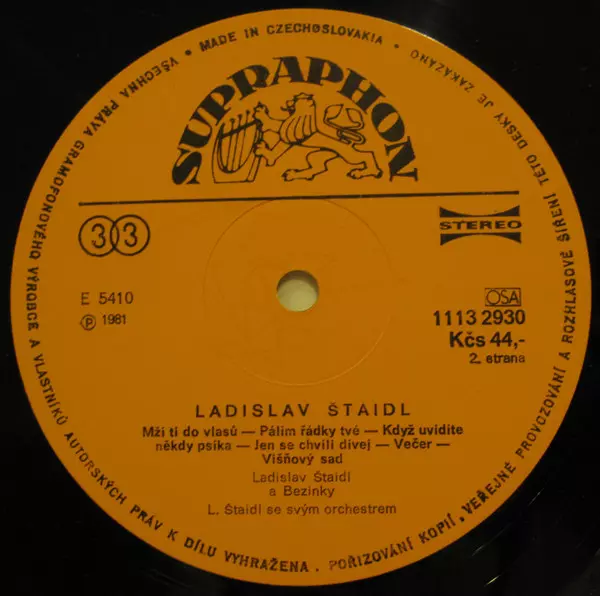 VŠECHNA PRÁVA GRAMOFONOVÉHO VÝROBCE A VLASTNÍKŮ AUTORSKÝCH PRÁV K DÍLU VYHRAŽENA. POŘIZOVÁNÍ KOPIÍ, VEŘEJNÉ PROVOZOVÁNÍ A ROZHLASOVÉ ŠÍŘENÍ TÉTO DESKY JE ZAKÁZÁNO
• MADE IN CZECHOSLOVAKIA •
SUPRAPHON
33
STEREO
E 5410
℗ 1981
OSA
1113 2930
Kčs 44,-
2. strana
LADISLAV ŠTAIDL
Mži ti do vlasů — Pálim řádky tvé — Když uvidíte
někdy psíka — Jen se chvíli dívej — Večer —
Višňový sad
Ladislav Štaidl
a Bezinky
L. Štaidl se svým orchestrem